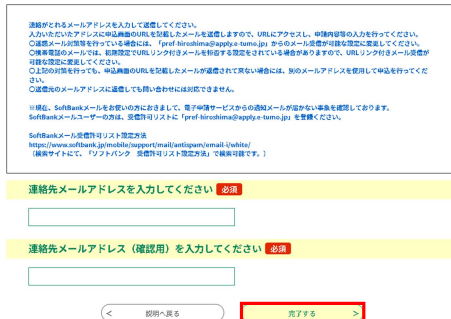 連絡がとれるメールアドレスを入力して送信してください。
入力いただいたアドレスに申込画面のURLを記載したメールを送信しますので、URLにアクセスし、申請内容等の入力を行ってください。
○迷惑メール対策等を行っている場合には、「pref-hiroshima@apply.e-tumo.jp」からのメール受信が可能な設定に変更してください。
○携帯電話のメールでは、初期設定でURLリンク付きメールを拒否する設定をされている場合がありますので、URLリンク付きメール受信が
可能な設定に変更してください。
○上記の対策を行っても、申込画面のURLを記載したメールが送信されて来ない場合には、別のメールアドレスを使用して申込を行ってくだ
さい。
○送信元のメールアドレスに送信しても問い合わせには対応できません。
※現在、SoftBankメールをお使いの方におきまして、電子申請サービスからの通知メールが届かない事象を確認しております。
SoftBankメールユーザーの方は、受信許可リストに「pref-hiroshima@apply.e-tumo.jp」を登録ください。
SoftBankメール受信許可リスト設定方法
https://www.softbank.jp/mobile/support/mail/antispam/email-i/white/
（検索サイトにて、「ソフトバンク　受信許可リスト設定方法」で検索可能です。）
連絡先メールアドレスを入力してください 必須
連絡先メールアドレス（確認用）を入力してください 必須
< 説明へ戻る
完了する >